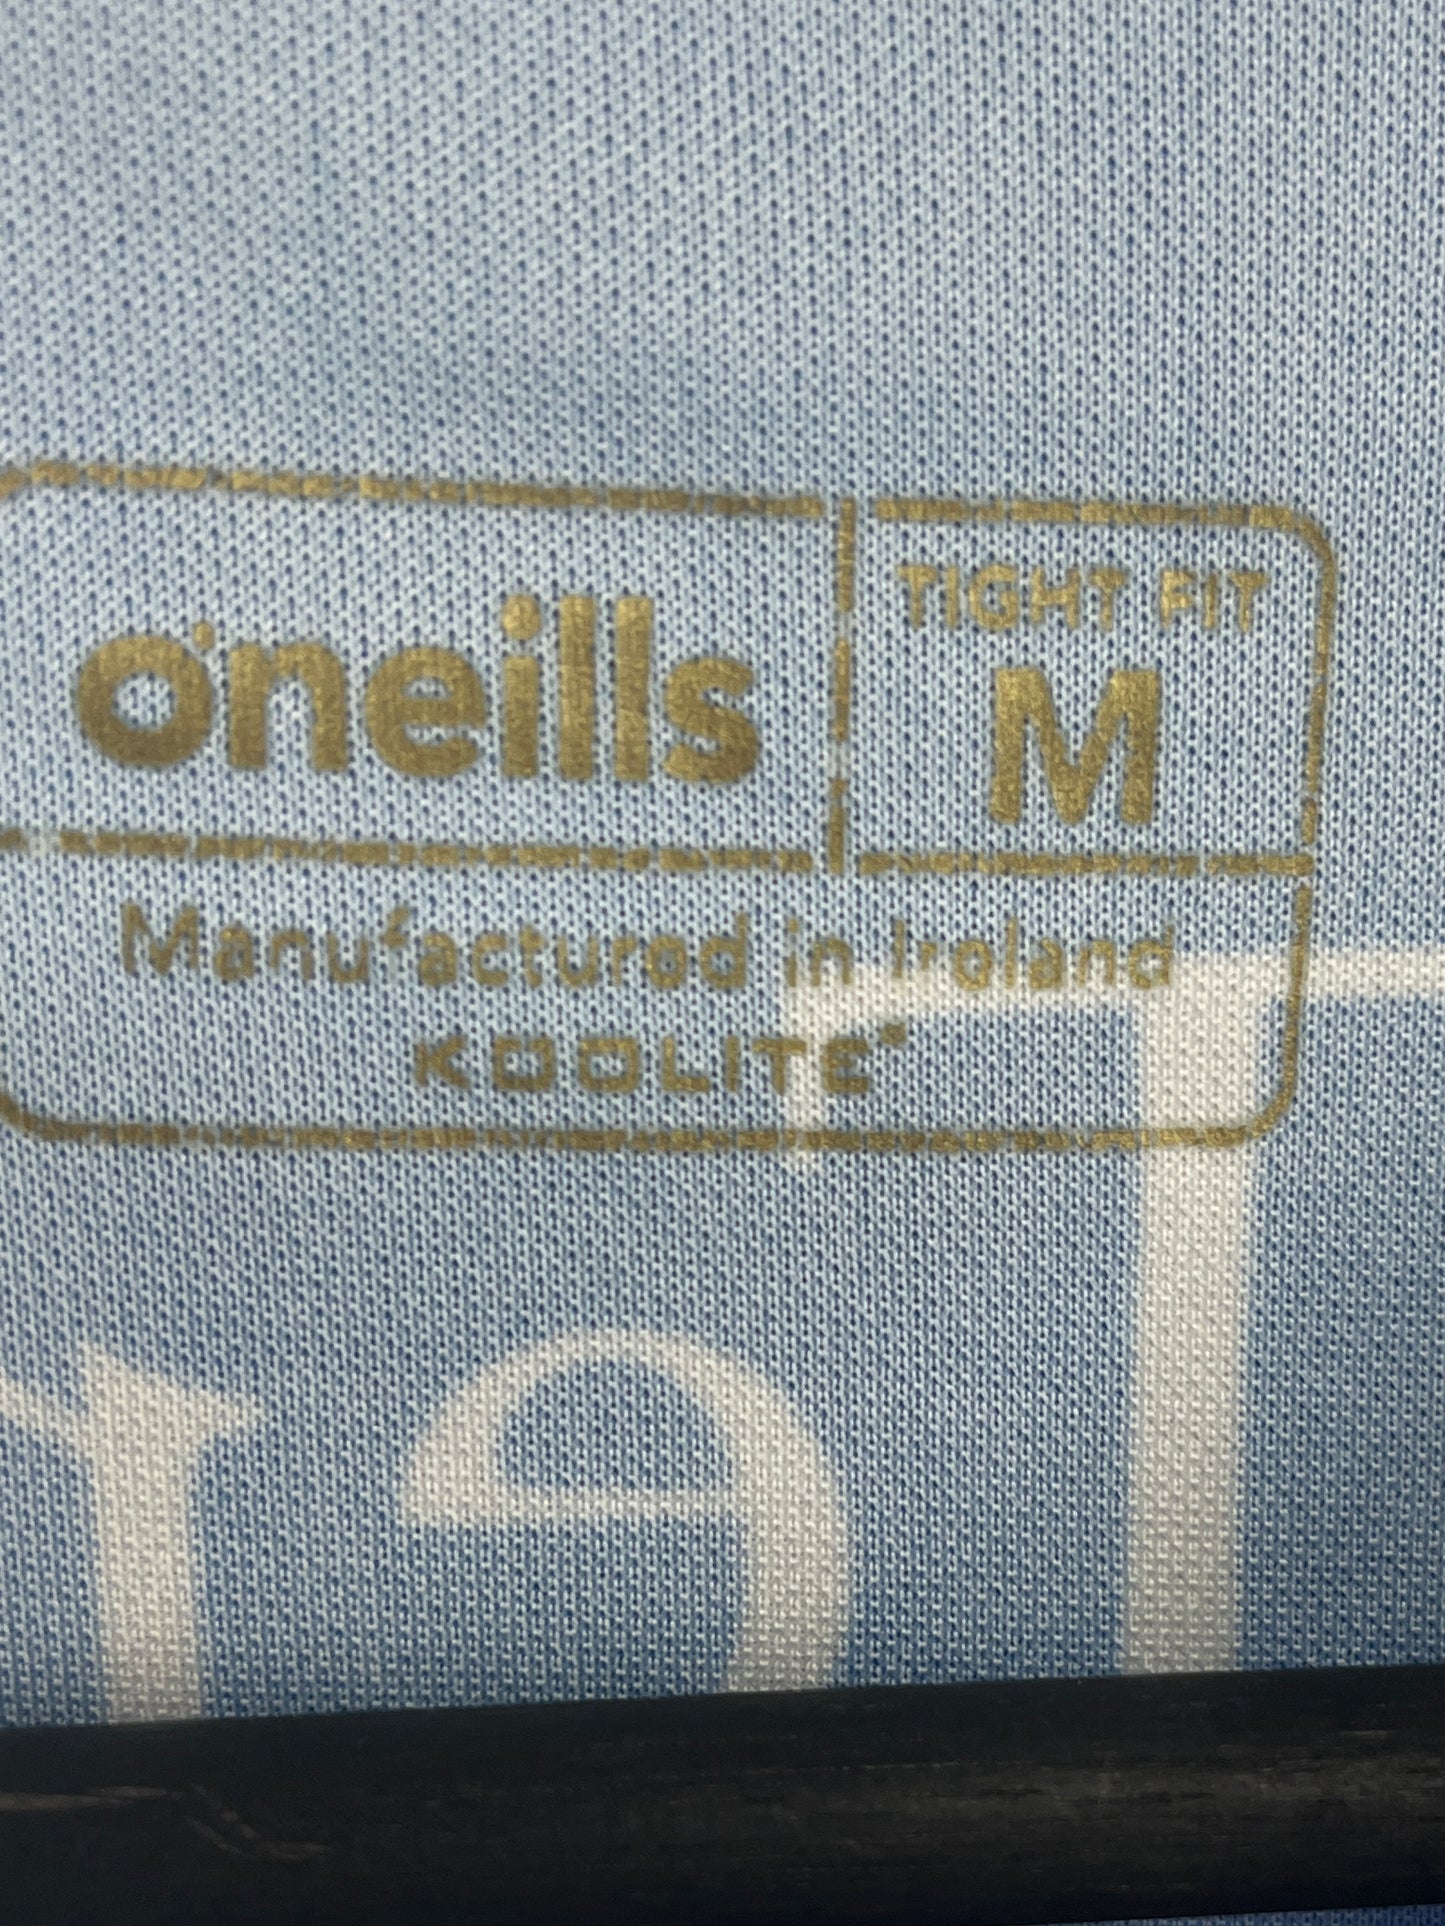 o'neills
TIGHT FIT
M
Manufactured in Ireland
KOOLITE